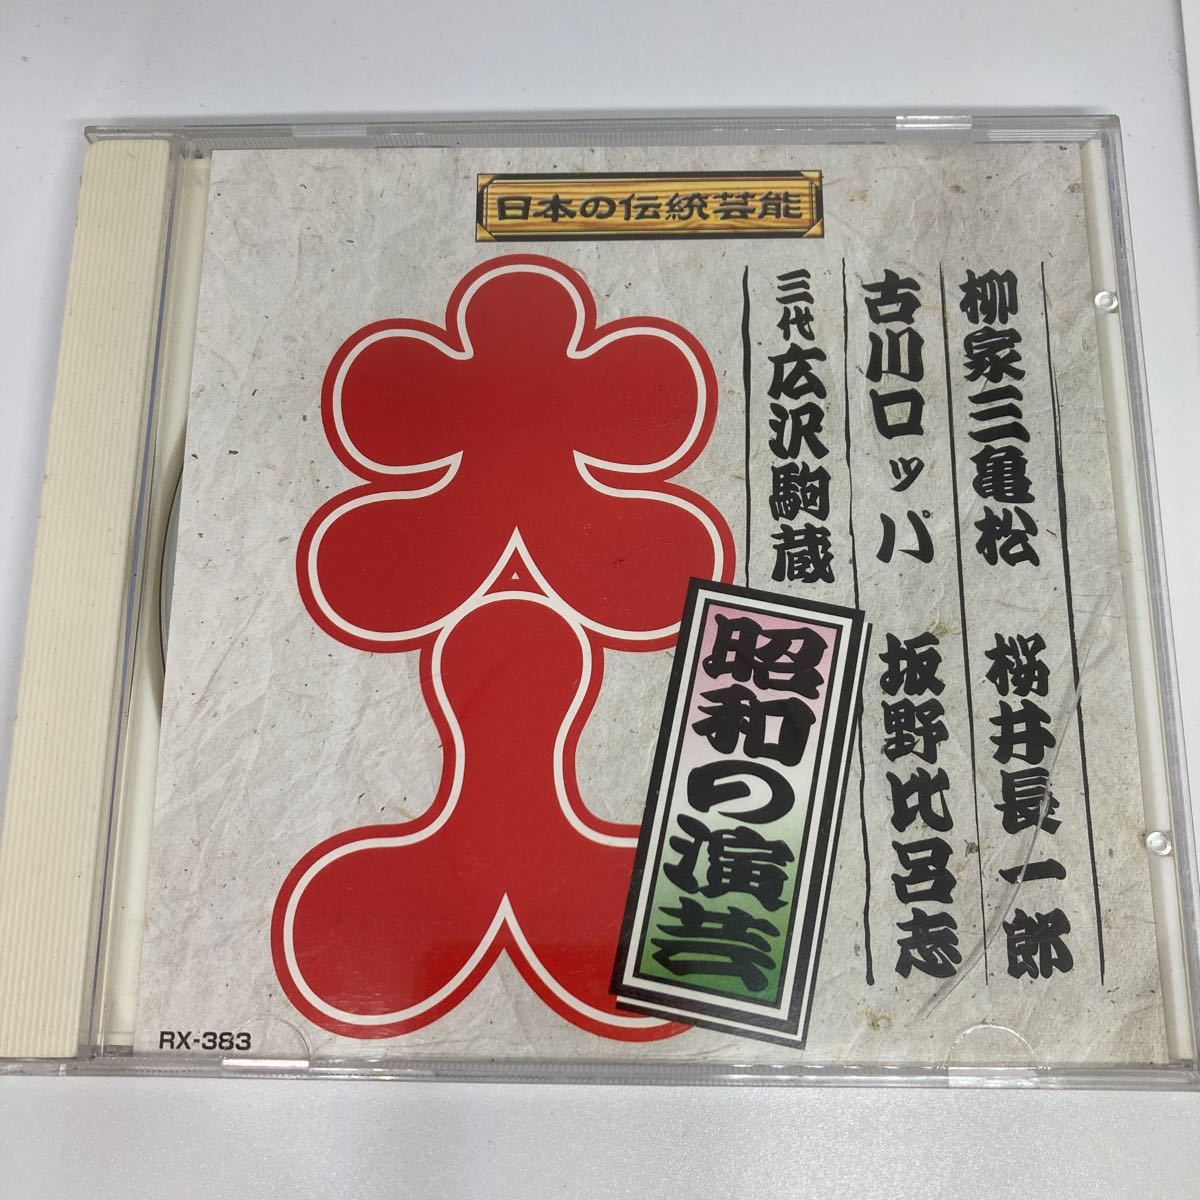 日本の伝統芸能
柳家三亀松
桜井長一郎
古川ロッパ
坂野比呂志
三代 広沢駒蔵
昭和の演芸
RX-383